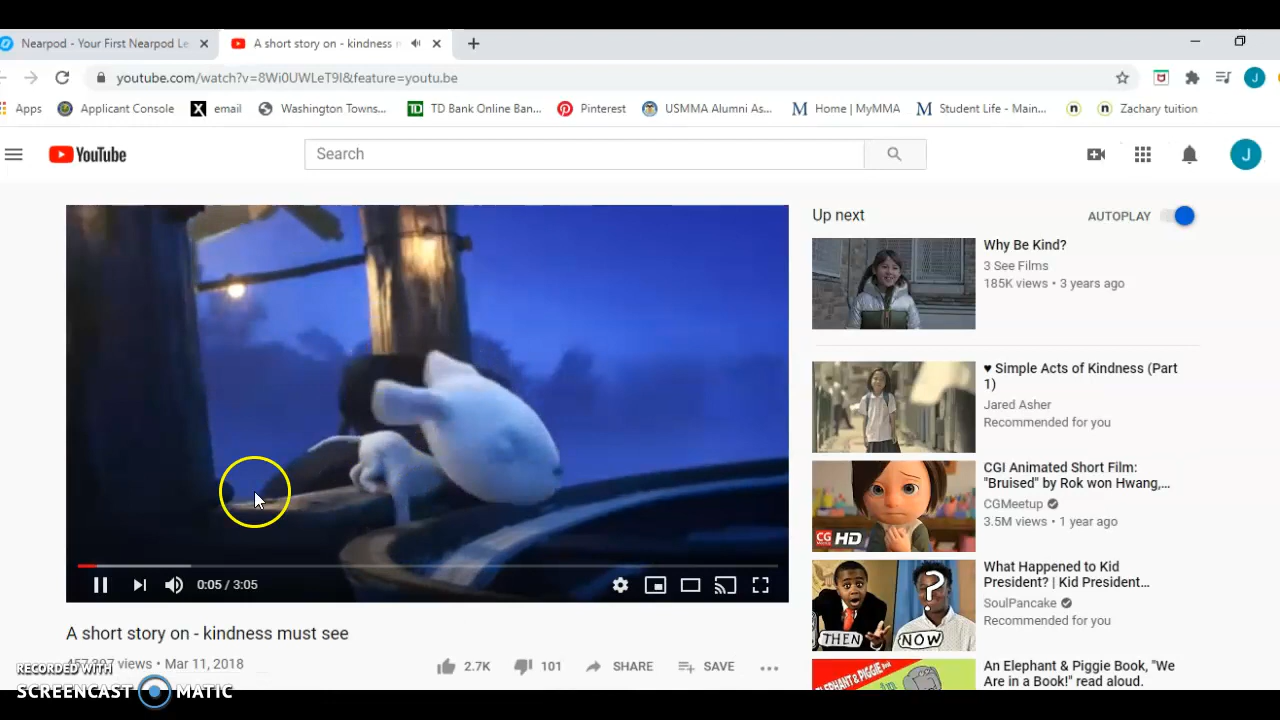 Nearpod - Your First Nearpod Le
A short story on - kindness n
youtube.com/watch?v=8Wi0UWLeT9I&feature=youtu.be
Apps Applicant Console X email Washington Towns... TD TD Bank Online Ban... Pinterest USMMA Alumni As... M Home | MyMMA M Student Life - Main... n n Zachary tuition
YouTube Search J
Up next AUTOPLAY
Why Be Kind?
3 See Films
185K views • 3 years ago
♥ Simple Acts of Kindness (Part
1)
Jared Asher
Recommended for you
CGI Animated Short Film:
"Bruised" by Rok won Hwang,...
CGMeetup
3.5M views • 1 year ago
CG HD
What Happened to Kid
President? | Kid President...
SoulPancake
Recommended for you
? THEN NOW
An Elephant & Piggie Book, "We
Are in a Book!" read aloud.
ELEPHANT & PIGGIE
0:05 / 3:05
A short story on - kindness must see
views • Mar 11, 2018
2.7K 101 SHARE SAVE
RECORDED WITH
SCREENCAST MATIC